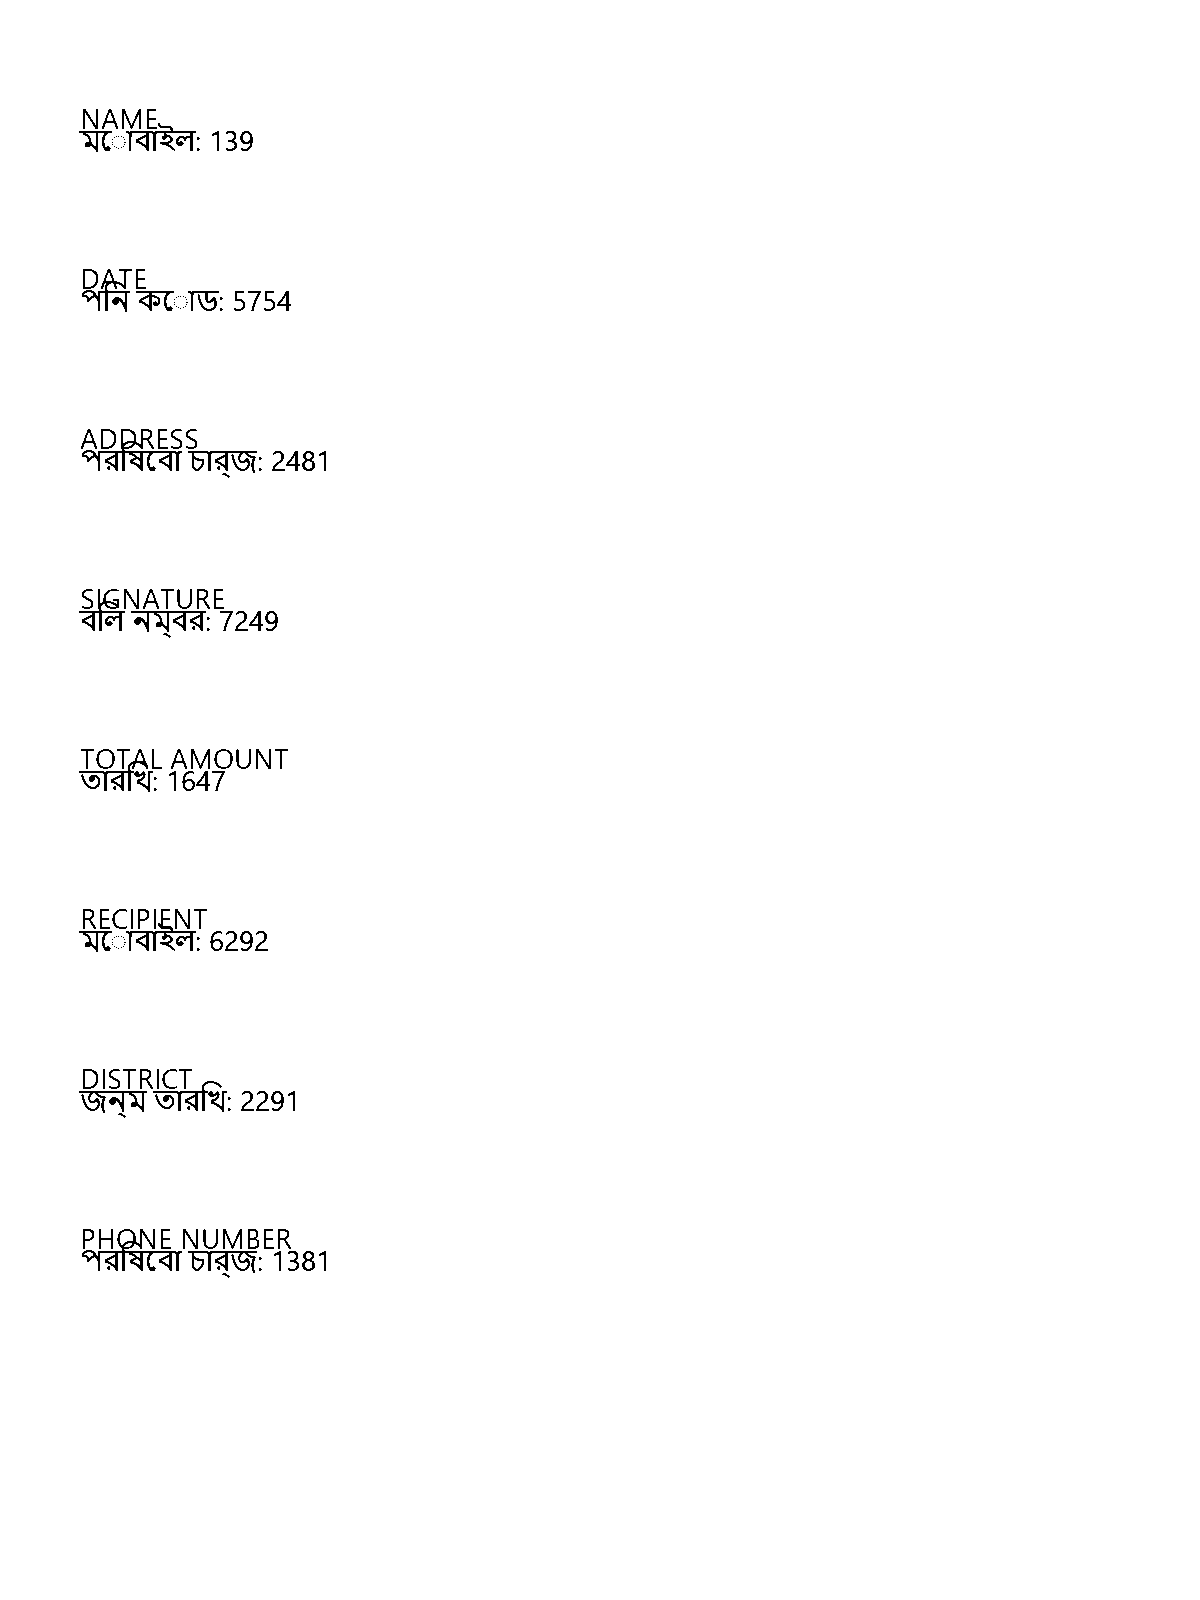 NAME
মোবাইল: 139
DATE
পিন কোড: 5754
ADDRESS
পরিষেবা চার্জ: 2481
SIGNATURE
বিল নম্বর: 7249
TOTAL AMOUNT
তারিখ: 1647
RECIPIENT
মোবাইল: 6292
DISTRICT
জন্ম তারিখ: 2291
PHONE NUMBER
পরিষেবা চার্জ: 1381